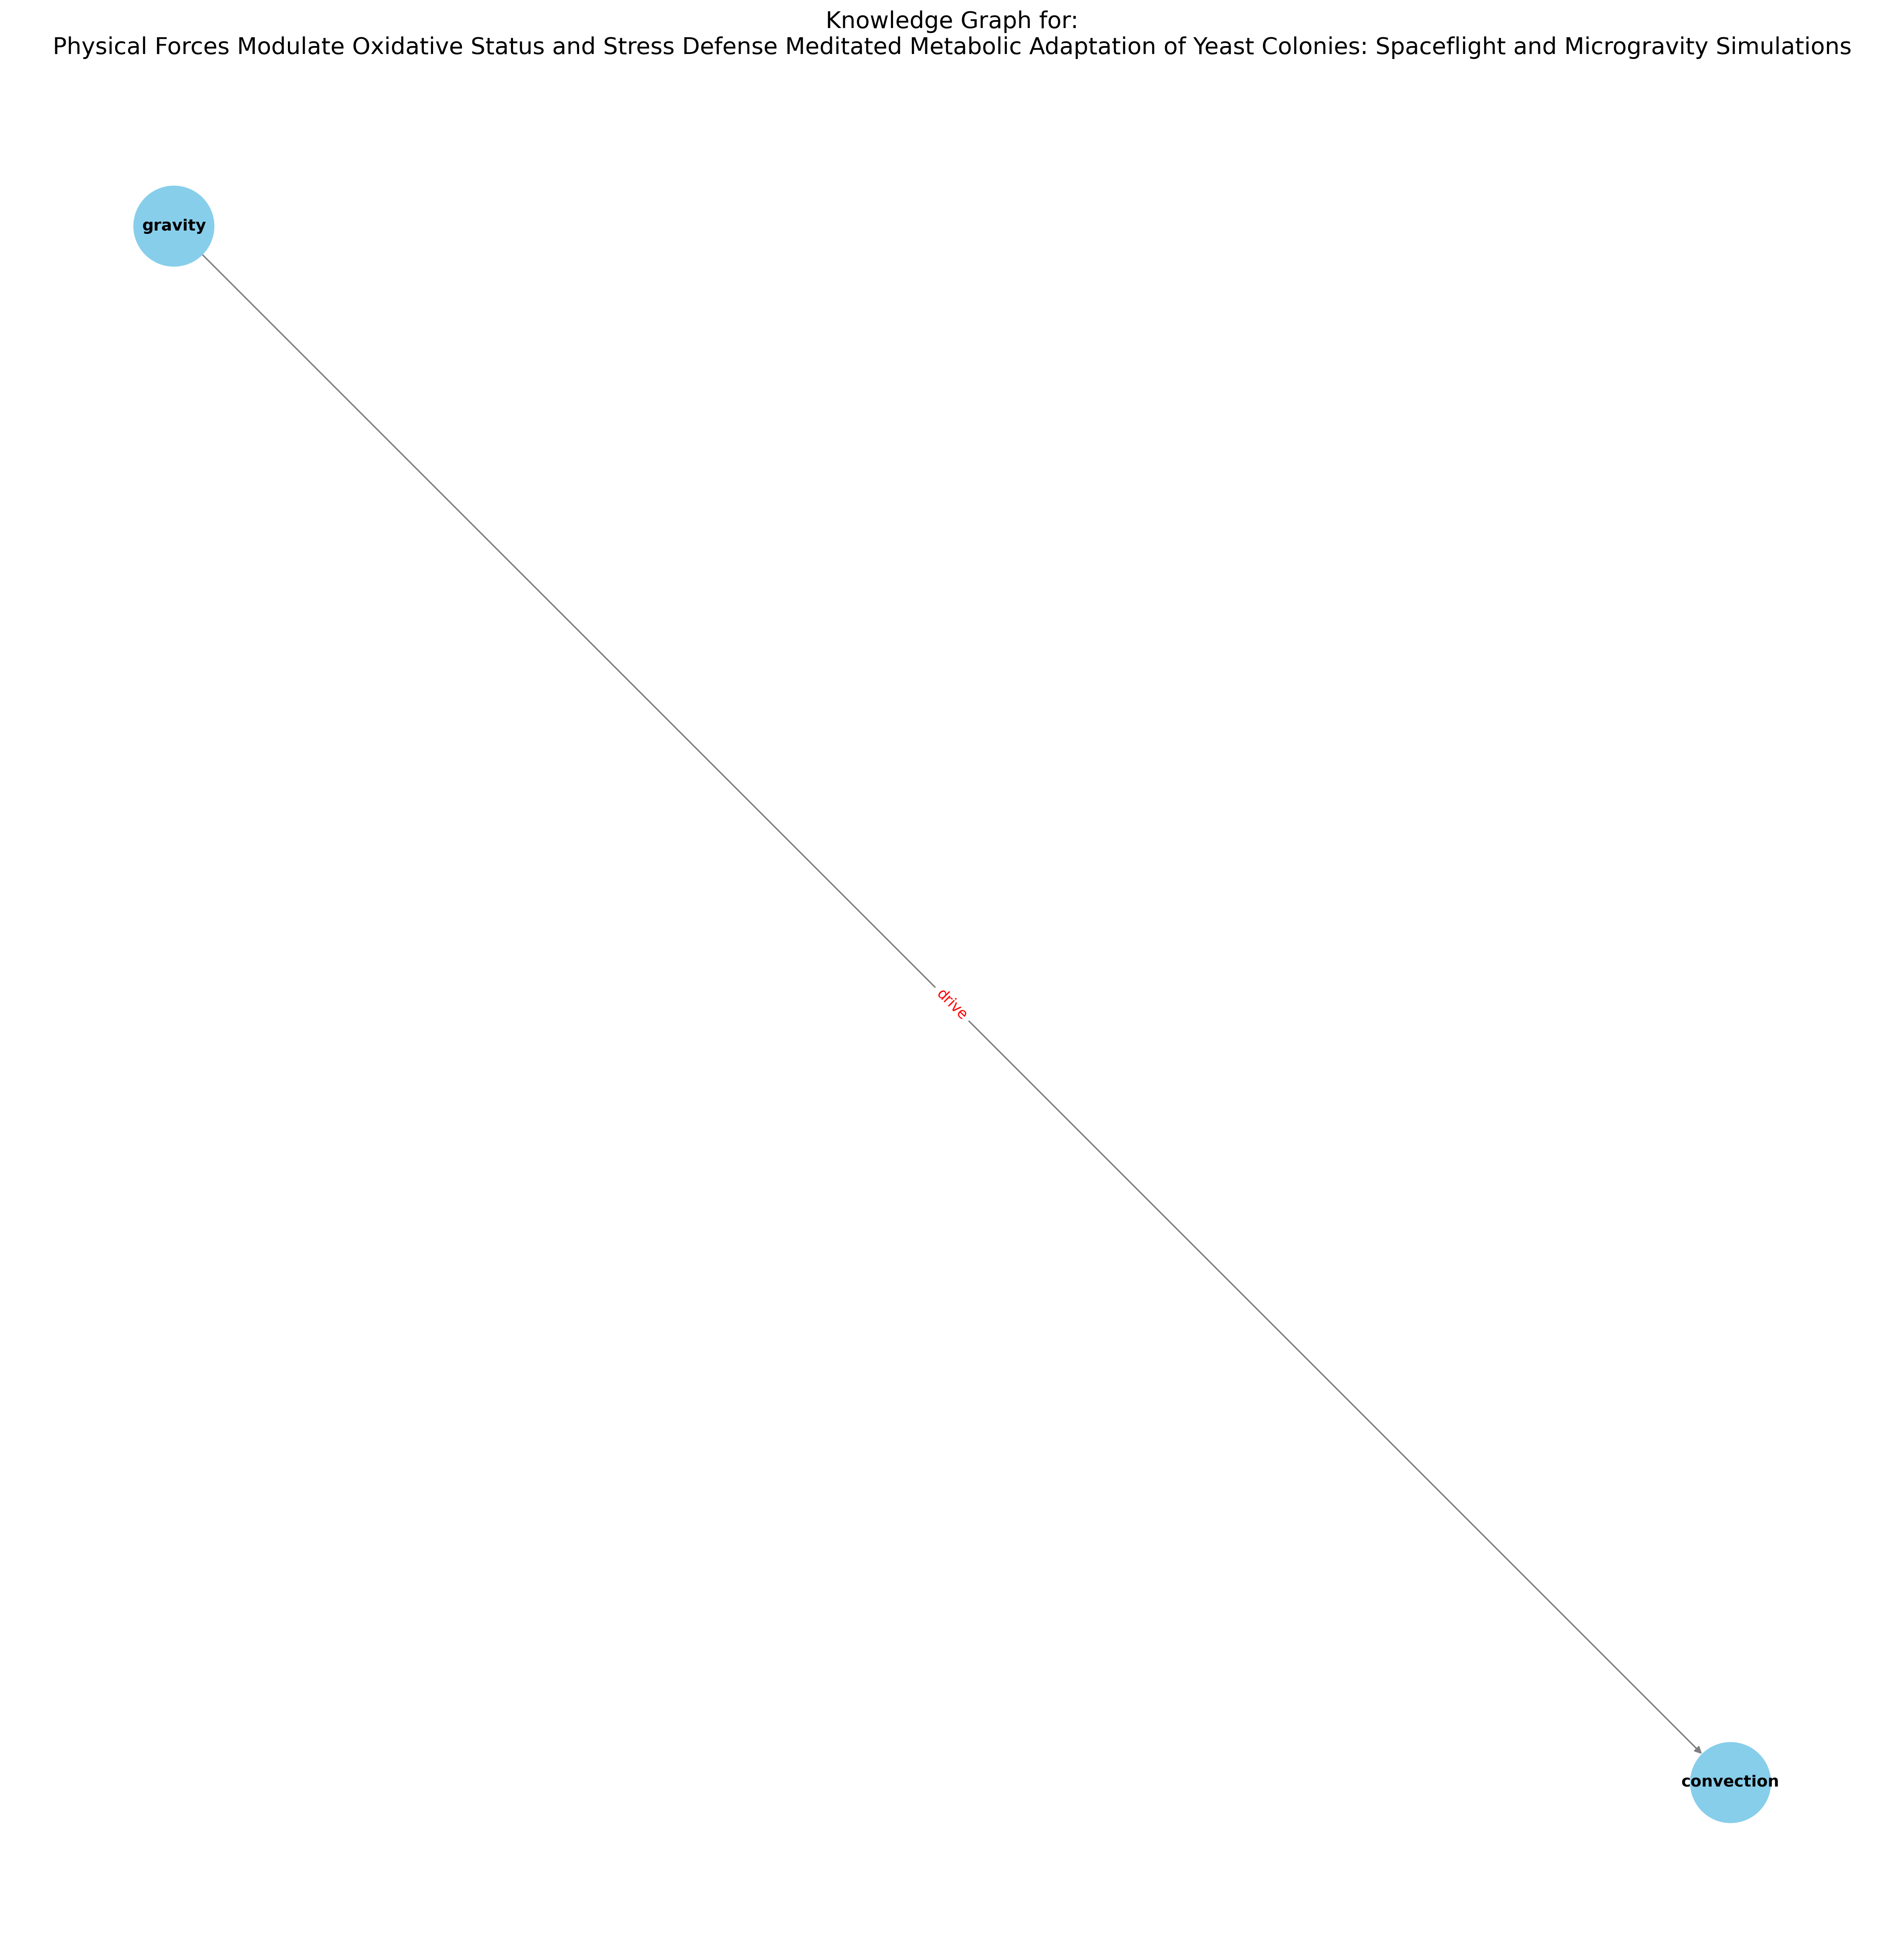 Knowledge Graph for:
Physical Forces Modulate Oxidative Status and Stress Defense Meditated Metabolic Adaptation of Yeast Colonies: Spaceflight and Microgravity Simulations
gravity
drive
convection